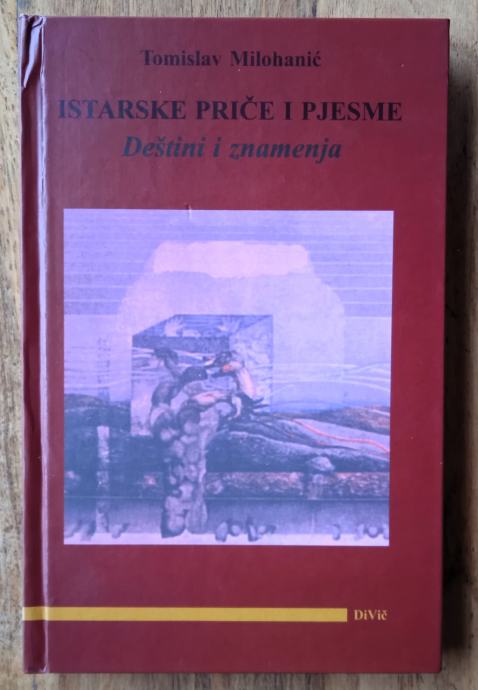 Tomislav Milohanić
ISTARSKE PRIČE I PJESME
Deštini i znamenja
DiVič